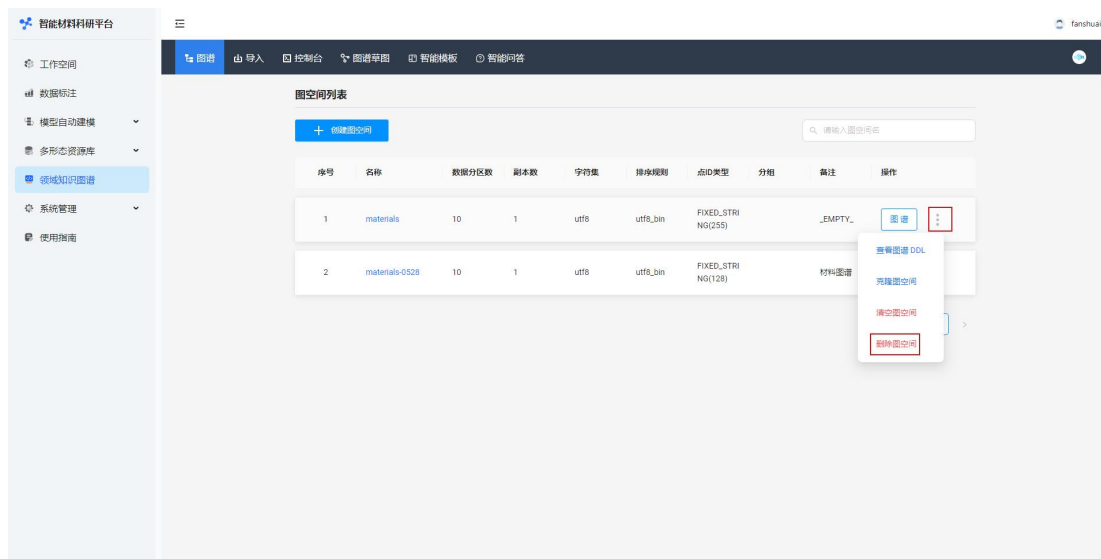 智能材料科研平台
fanshuai
图谱 导入 控制台 图谱草图 智能模板 智能问答
工作空间
数据标注
模型自动建模
多形态资源库
领域知识图谱
系统管理
使用指南
图空间列表
创建图空间
请输入图空间名
序号 名称 数据分区数 副本数 字符集 排序规则 点ID类型 分组 备注 操作
1 materials 10 1 utf8 utf8_bin FIXED_STRI
NG(255) _EMPTY_ 图谱
2 materials-0528 10 1 utf8 utf8_bin FIXED_STRI
NG(128) 材料图谱
查看图谱 DDL
克隆图空间
清空图空间
删除图空间